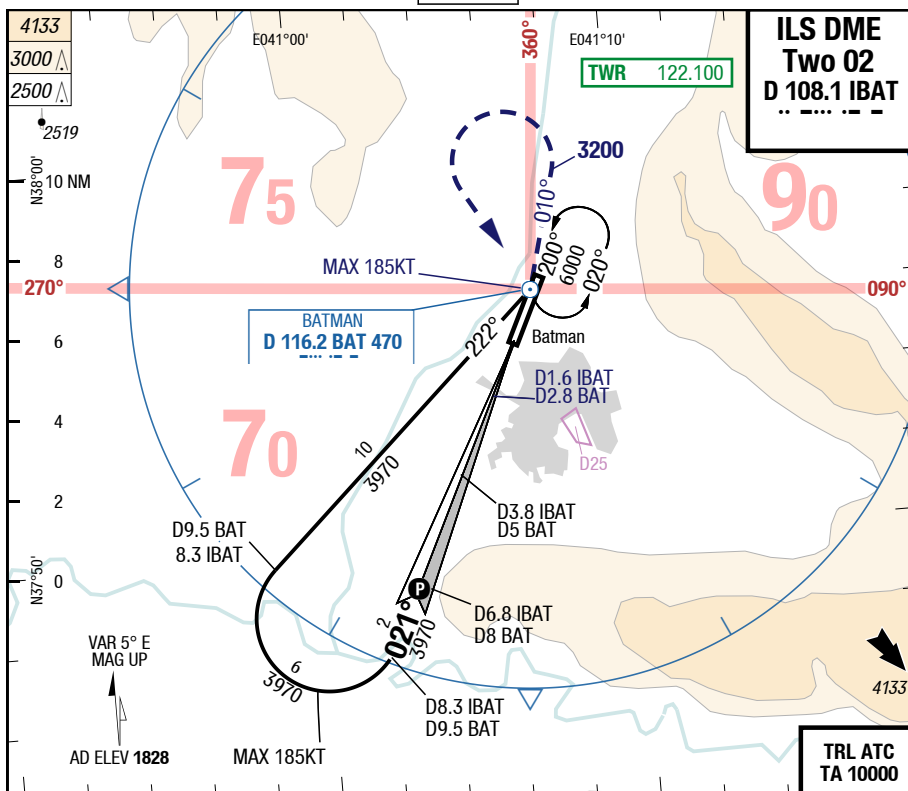 4133
3000
2500
2519
E041°00'
360°
E041°10'
TWR 122.100
ILS DME
Two 02
D 108.1 IBAT
N38°00'
10 NM
75
90
3200
010°
200°
6000
020°
8
MAX 185KT
270°
090°
BATMAN
D 116.2 BAT 470
6
222°
Batman
D1.6 IBAT
D2.8 BAT
4
70
10
3970
D25
2
D3.8 IBAT
D5 BAT
D9.5 BAT
8.3 IBAT
N37°50'
0
P
D6.8 IBAT
D8 BAT
2
021°
3970
VAR 5° E
MAG UP
6
3970
4133
D8.3 IBAT
D9.5 BAT
AD ELEV 1828
MAX 185KT
TRL ATC
TA 10000